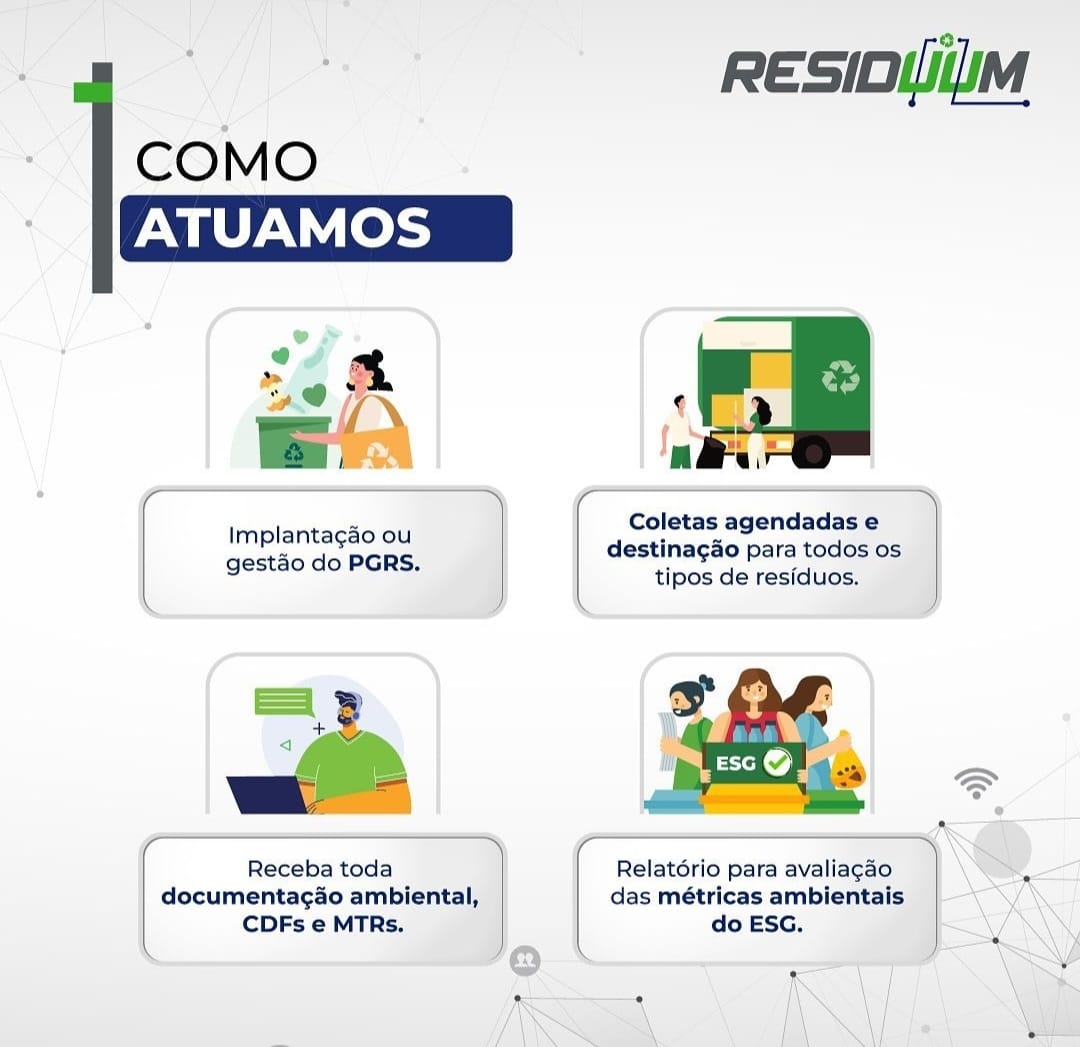 RESIDUUM
COMO
ATUAMOS
Implantação ou
gestão do PGRS.
Coletas agendadas e
destinação para todos os
tipos de resíduos.
ESG
Receba toda
documentação ambiental,
CDFs e MTRs.
Relatório para avaliação
das métricas ambientais
do ESG.